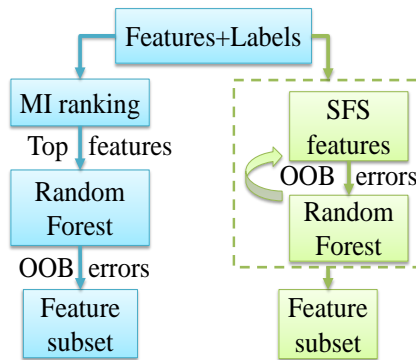 Features+Labels
MI ranking
Top features
Random
Forest
OOB errors
Feature
subset
SFS
features
OOB errors
Random
Forest
Feature
subset